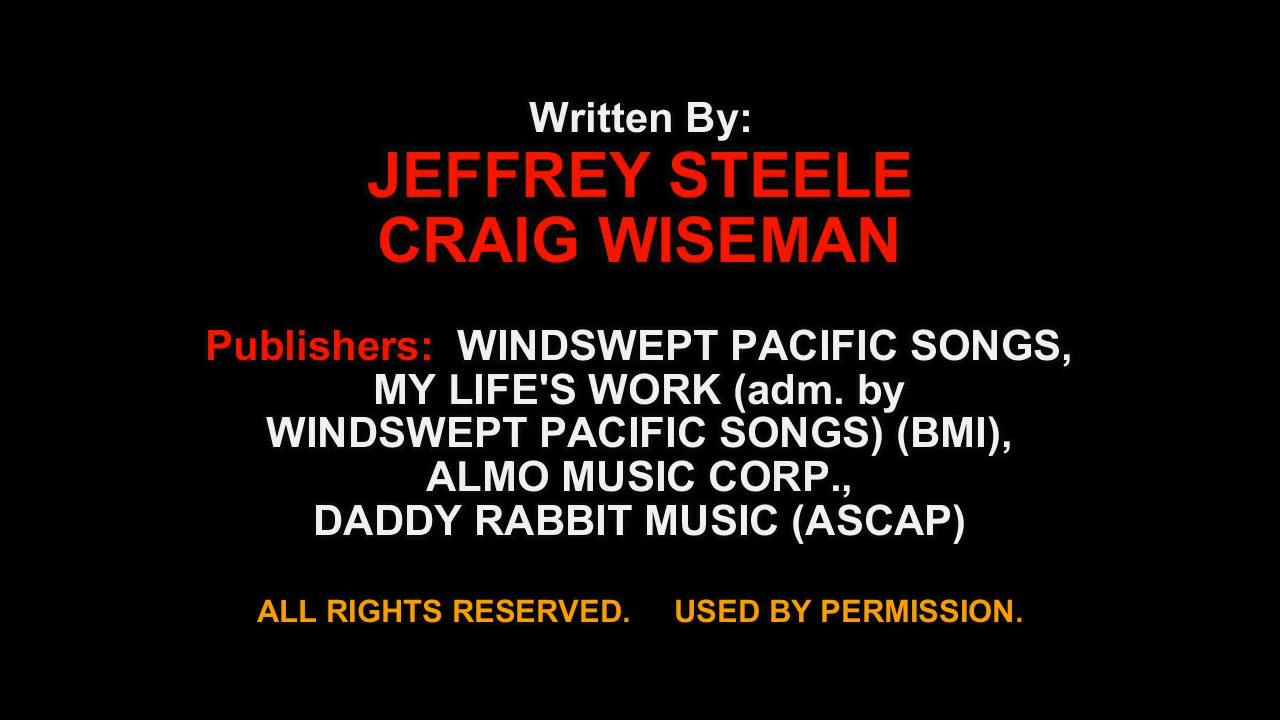 Written By:
JEFFREY STEELE
CRAIG WISEMAN
Publishers: WINDSWEPT PACIFIC SONGS,
MY LIFE'S WORK (adm. by
WINDSWEPT PACIFIC SONGS) (BMI),
ALMO MUSIC CORP.,
DADDY RABBIT MUSIC (ASCAP)
ALL RIGHTS RESERVED. USED BY PERMISSION.